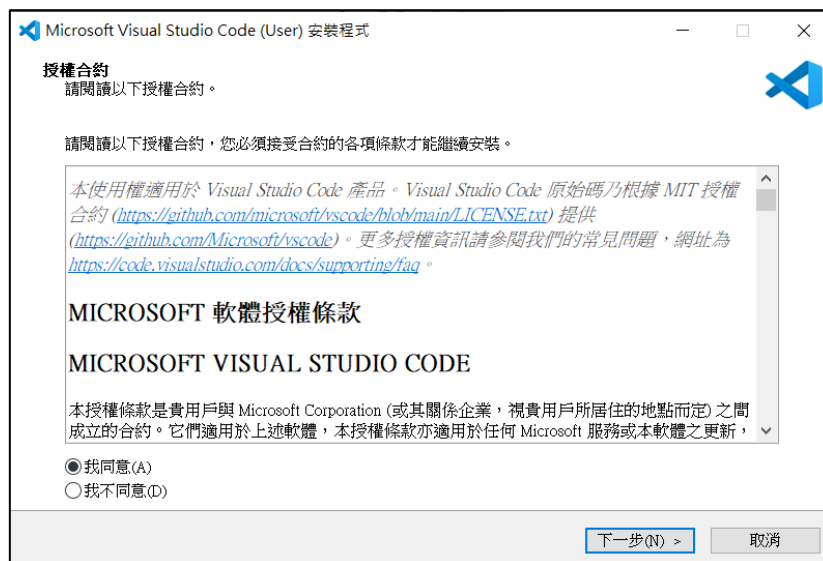 Microsoft Visual Studio Code (User) 安裝程式
授權合約
請閱讀以下授權合約。
請閱讀以下授權合約，您必須接受合約的各項條款才能繼續安裝。
本使用權適用於 Visual Studio Code 產品。Visual Studio Code 原始碼乃根據 MIT 授權
合約 (https://github.com/microsoft/vscode/blob/main/LICENSE.txt) 提供
(https://github.com/Microsoft/vscode)。更多授權資訊請參閱我們的常見問題，網址為
https://code.visualstudio.com/docs/supporting/faq。
MICROSOFT 軟體授權條款
MICROSOFT VISUAL STUDIO CODE
本授權條款是貴用戶與 Microsoft Corporation (或其關係企業，視貴用戶所居住的地點而定) 之間
成立的合約。它們適用於上述軟體，本授權條款亦適用於任何 Microsoft 服務或本軟體之更新，
我同意(A)
我不同意(D)
下一步(N) >
取消